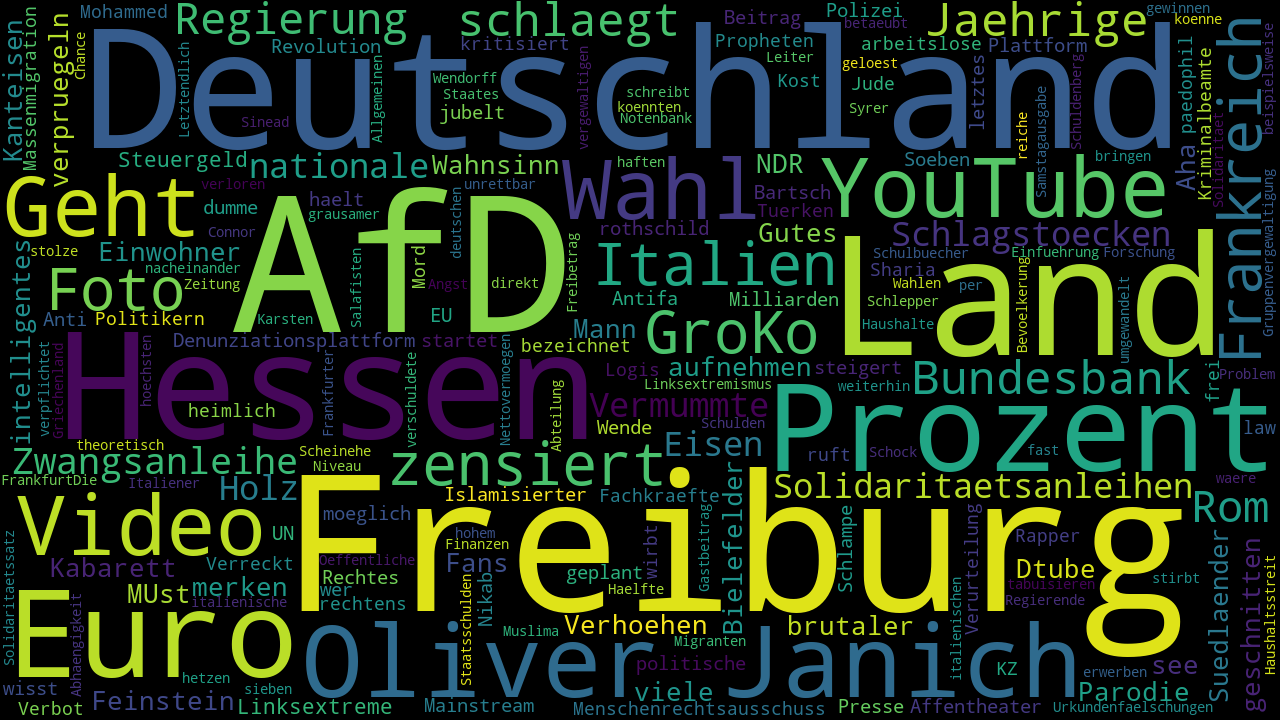 Mohammed
Regierung
schlaegt
Beitrag
Polizei
betaeubt
Jaehrige
gewinnen
koenne
Kanteisen
Massenmigration
verpruegeln
Chance
Deutschland
Revolution
kritisiert
Propheten
Leiter
arbeitslose
Plattform
geloest
Letztendlich
Allgemeinen
Wendorff
Staates
jubelt
Sinead
schreibt
koennten
Notenbank
vergewaltigen
Kost
Jude
Syrer
letztes
reiche
Samstagsausgabe
Schuldenberg
paedophil
Aha
Kriminalbeamte
Solidaritaet
Frankreich
beispielsweise
Steuergeld
nationale
Wahnsinn
Wahl
haften
NDR
YouTube
Soeben
bringen
Geht
verloren
dumme
haelt
grausamer
Connor
unrettbar
deutschen
Bartsch
Tuerken
rothschild
Gutes
Schlagstoecken
AfD
Einwohner
stolze
nacheinander
Zeitung
Salafisten
Mord
Angst
direkt
Freibetrag
Italien
Schulbuecher
Einfuehrung
Forschung
Sharia
Wahlen
per
Schlepper
Land
Gruppenvergewaltigung
intelligentes
Foto
Anti
Politikern
Karsten
EU
Antifa
Milliarden
Mann
GroKo
Haushalte
Bevoelkerung
umgewandelt
Denunziationsplattform
startet
bezeichnet
Hessen
verpflichtet
Griechenland
hoechsten
heimlich
Frankfurter
verschuldete
Nettovermoegen
Abteilung
Logis
aufnehmen
steigert
Bundesbank
frei
Problem
Linksextremismus
weiterhin
Vermummte
Schulden
Prozent
Wende
Eisen
ruft
Schock
fast
law
waere
theoretisch
Zwangsanleihe
Scheinehe
Niveau
zensiert
FrankfurtDie
Italiener
Holz
Islamisierter
Fachkraefte
Solidaritaetsanleihen
Rom
Video
UN
moeglich
Freiburg
hohem
Finanzen
Fans
wirbt
Gastbeitrag
Bielefelder
Schlampe
Verurteilung
Rapper
Suedlaender
geschnitten
Haushaltsstreit
Solidaritaetssatz
Kabarett
Verreckt
Oeffentliche
Rechtes
geplant
Haelfte
Dtube
tabuisieren
stirbt
Regierende
MUst
merken
wer
rechtens
italienische
Staatsschulden
Nikab
italienischen
Euro
Abhaengigkeit
Oliver Janich
Muslima
Verhoehen
Migranten
brutaler
politische
KZ
see
erwerben
wisst
hetzen
sieben
Verbot
Feinstein
Linksextreme
Mainstream
viele
Menschenrechtsausschuss
Presse
Affentheater
Parodie
Urkundenfaelschungen